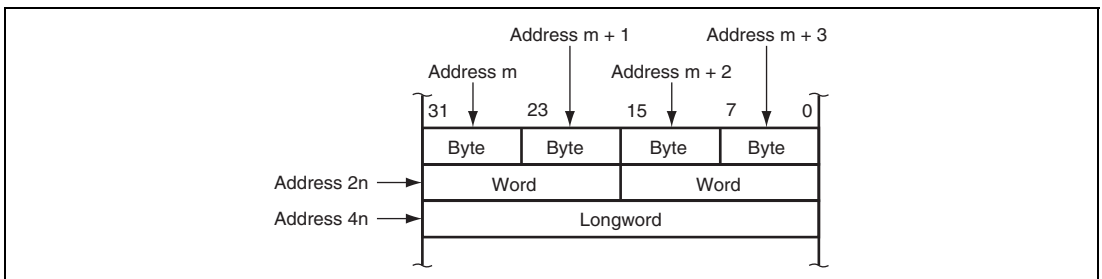 Address m + 1 Address m + 3
Address m Address m + 2
31 23 15 7 0
Byte Byte Byte Byte
Address 2n Word Word
Address 4n Longword